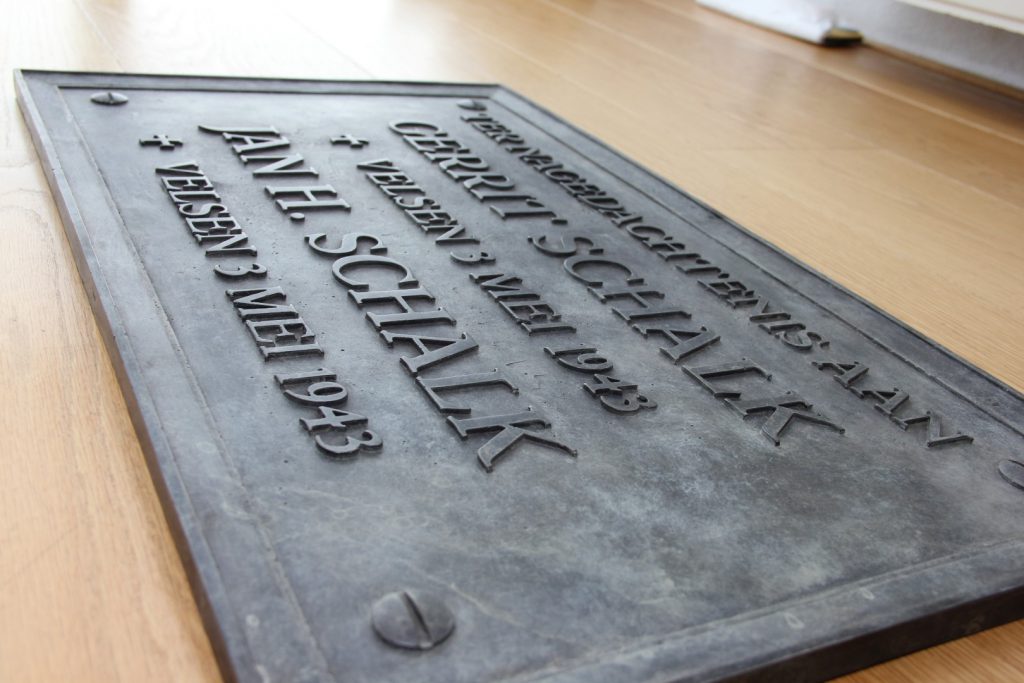 TER NAGEDACHTENIS AAN
GERRIT SCHALK
✝ VELSEN 3 MEI 1943
JAN H. SCHALK
✝ VELSEN 3 MEI 1943